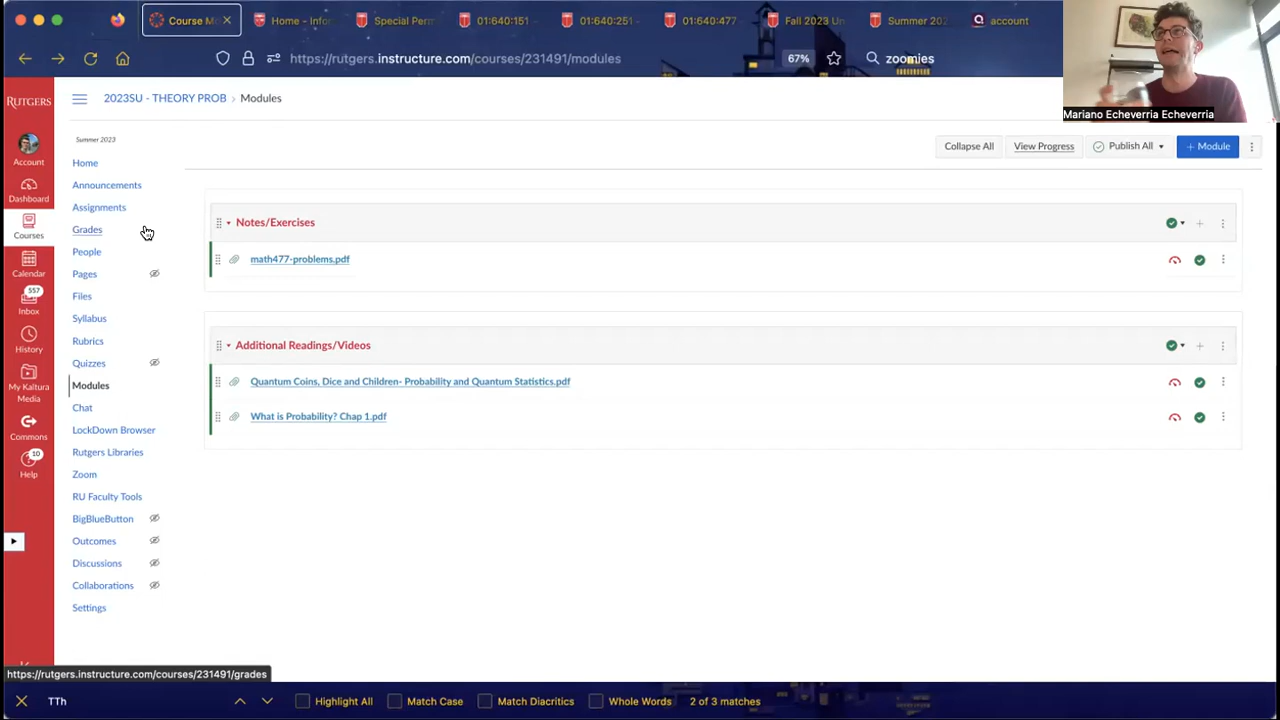 Course Mo
Home - Infor
Special Perm
01:640:151 -
01:640:251 -
01:640:477
Fall 2023 Un
Summer 202
account
https://rutgers.instructure.com/courses/231491/modules
67%
zoomies
Mariano Echeverria Echeverria
RUTGERS
2023SU - THEORY PROB › Modules
Summer 2023
Collapse All
View Progress
Publish All
+ Module
Account
Dashboard
Courses
Calendar
557
Inbox
History
My Kaltura
Media
Commons
10
Help
Home
Announcements
Assignments
Grades
People
Pages
Files
Syllabus
Rubrics
Quizzes
Modules
Chat
LockDown Browser
Rutgers Libraries
Zoom
RU Faculty Tools
BigBlueButton
Outcomes
Discussions
Collaborations
Settings
Notes/Exercises
math477-problems.pdf
Additional Readings/Videos
Quantum Coins, Dice and Children- Probability and Quantum Statistics.pdf
What is Probability? Chap 1.pdf
https://rutgers.instructure.com/courses/231491/grades
TTh
Highlight All
Match Case
Match Diacritics
Whole Words
2 of 3 matches